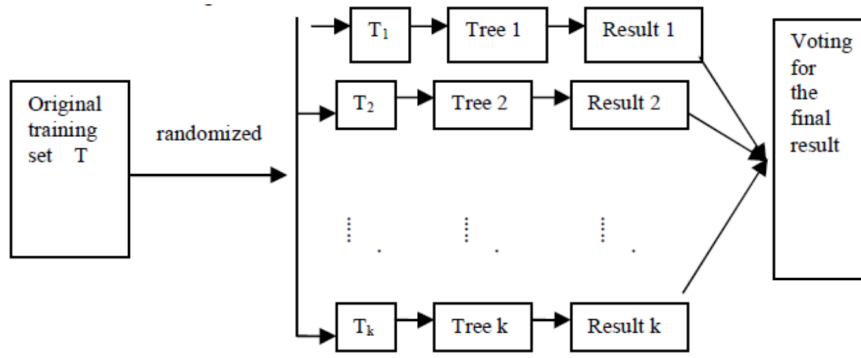 Original
training
set T
randomized
T1
Tree 1
Result 1
T2
Tree 2
Result 2
Tk
Tree k
Result k
Voting
for
the
final
result